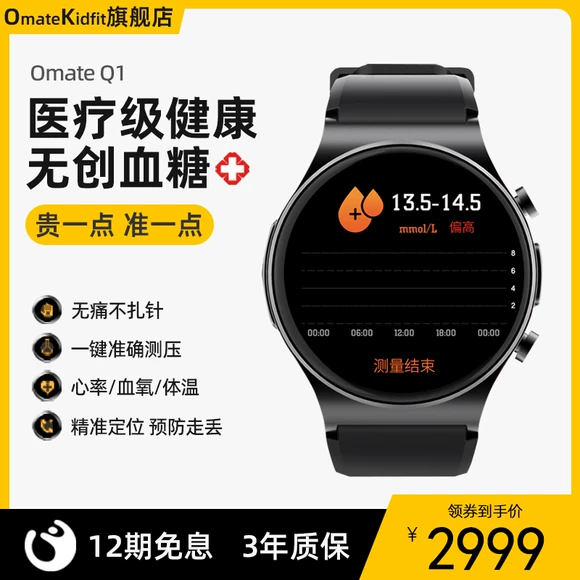 OmateKidfit旗舰店
Omate Q1
医疗级健康
无创血糖
贵一点 准一点
无痛不扎针
一键准确测压
心率/血氧/体温
精准定位 预防走丢
13.5-14.5
mmol/L 偏高
8
6
4
2
00:00 06:00 12:00 19:00 00:00
测量结束
12期免息 3年质保
领券到手价
¥2999